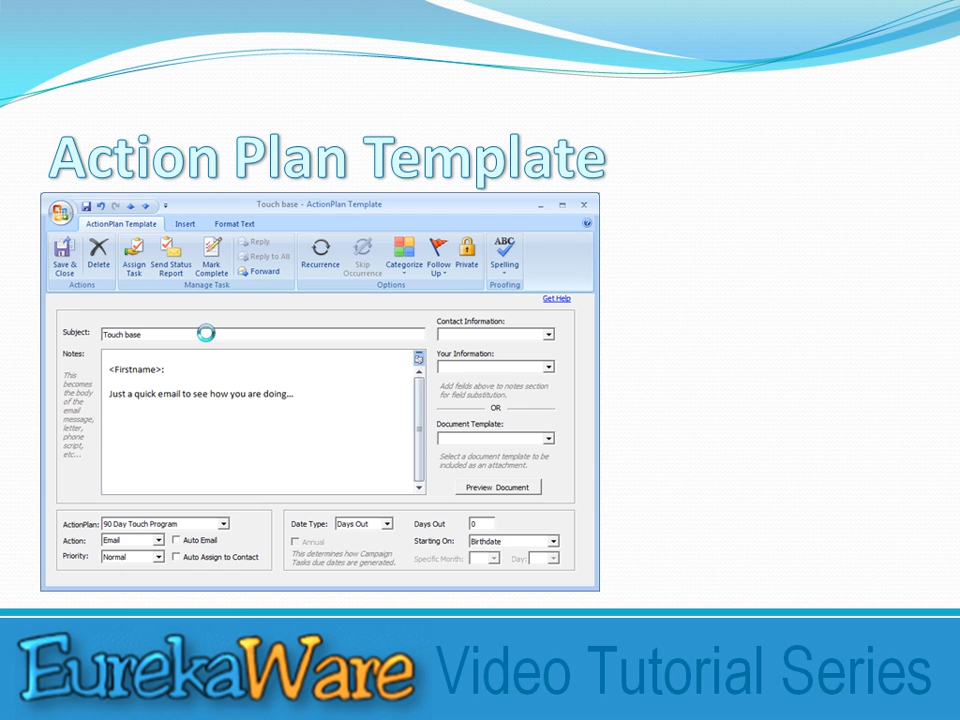 Action Plan Template
Touch base - ActionPlan Template
ActionPlan Template Insert Format Text
Save & Close
Delete
Assign Task
Send Status Report
Mark Complete
Reply
Reply to All
Forward
Recurrence
Skip Occurrence
Categorize
Follow Up
Private
ABC
Spelling
Actions Manage Task Options Proofing
Get Help
Subject: Touch base
Notes:
This
becomes
the body
of the
email
message,
letter,
phone
script,
etc...
<Firstname>:
Just a quick email to see how you are doing...
Contact Information:
Your Information:
Add feilds above to notes section
for field substitution.
OR
Document Template:
Select a document template to be
included as an attachment.
Preview Document
ActionPlan: 90 Day Touch Program
Action: Email Auto Email
Priority: Normal Auto Assign to Contact
Date Type: Days Out Days Out 0
Annual Starting On: Birthdate
This determines how Campaign
Tasks due dates are generated.
Specific Month: Day:
EurekaWare Video Tutorial Series